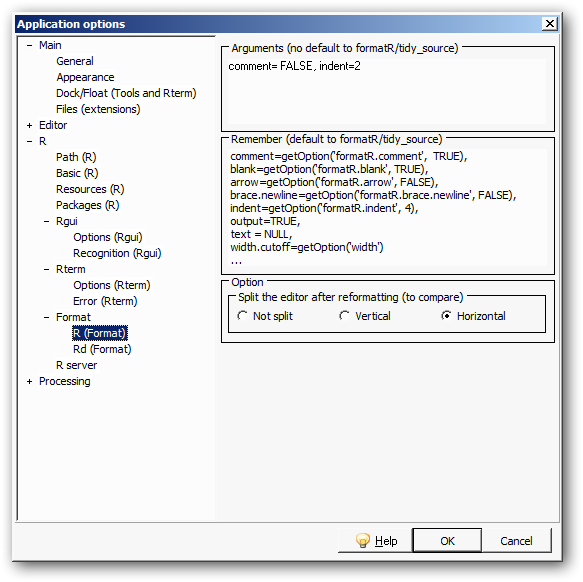 Application options
Main
General
Appearance
Dock/Float (Tools and Rterm)
Files (extensions)
Editor
R
Path (R)
Basic (R)
Resources (R)
Packages (R)
Rgui
Options (Rgui)
Recognition (Rgui)
Rterm
Options (Rterm)
Error (Rterm)
Format
R (Format)
Rd (Format)
R server
Processing
Arguments (no default to formatR/tidy_source)
comment= FALSE, indent=2
Remember (default to formatR/tidy_source)
comment=getOption('formatR.comment', TRUE),
blank=getOption('formatR.blank', TRUE),
arrow=getOption('formatR.arrow', FALSE),
brace.newline=getOption('formatR.brace.newline', FALSE),
indent=getOption('formatR.indent', 4),
output=TRUE,
text = NULL,
width.cutoff=getOption('width')
...
Option
Split the editor after reformatting (to compare)
Not split Vertical Horizontal
Help OK Cancel